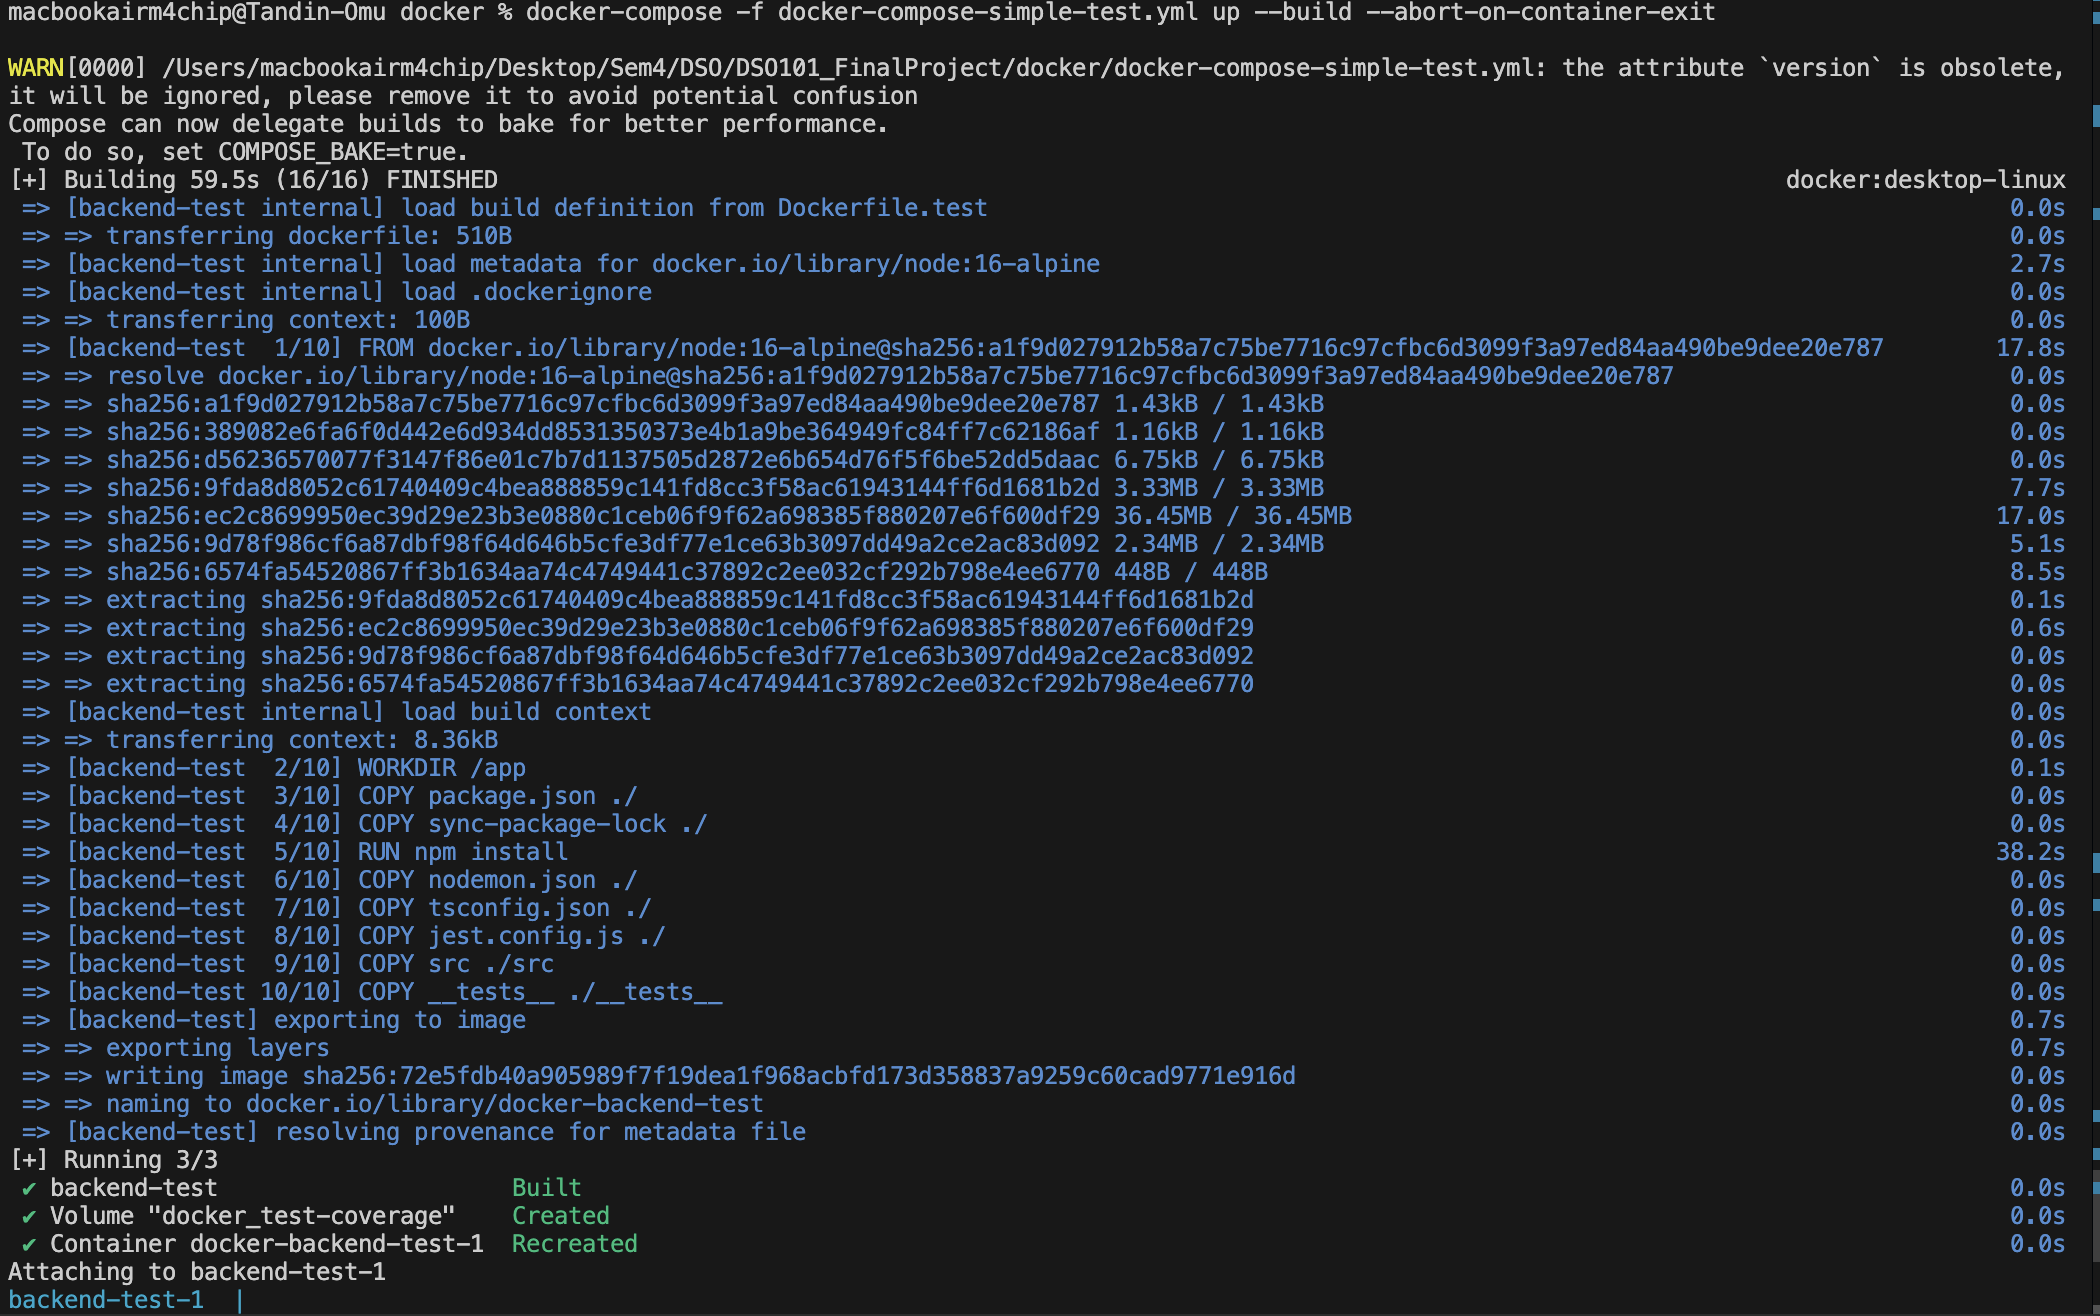 macbookairm4chip@Tandin-Omu docker % docker-compose -f docker-compose-simple-test.yml up --build --abort-on-container-exit
WARN[0000] /Users/macbookairm4chip/Desktop/Sem4/DSO/DSO101_FinalProject/docker/docker-compose-simple-test.yml: the attribute `version` is obsolete,
it will be ignored, please remove it to avoid potential confusion
Compose can now delegate builds to bake for better performance.
 To do so, set COMPOSE_BAKE=true.
[+] Building 59.5s (16/16) FINISHED docker:desktop-linux
 => [backend-test internal] load build definition from Dockerfile.test 0.0s
 => => transferring dockerfile: 510B 0.0s
 => [backend-test internal] load metadata for docker.io/library/node:16-alpine 2.7s
 => [backend-test internal] load .dockerignore 0.0s
 => => transferring context: 100B 0.0s
 => [backend-test  1/10] FROM docker.io/library/node:16-alpine@sha256:a1f9d027912b58a7c75be7716c97cfbc6d3099f3a97ed84aa490be9dee20e787 17.8s
 => => resolve docker.io/library/node:16-alpine@sha256:a1f9d027912b58a7c75be7716c97cfbc6d3099f3a97ed84aa490be9dee20e787 0.0s
 => => sha256:a1f9d027912b58a7c75be7716c97cfbc6d3099f3a97ed84aa490be9dee20e787 1.43kB / 1.43kB 0.0s
 => => sha256:389082e6fa6f0d442e6d934dd8531350373e4b1a9be364949fc84ff7c62186af 1.16kB / 1.16kB 0.0s
 => => sha256:d56236570077f3147f86e01c7b7d1137505d2872e6b654d76f5f6be52dd5daac 6.75kB / 6.75kB 0.0s
 => => sha256:9fda8d8052c61740409c4bea888859c141fd8cc3f58ac61943144ff6d1681b2d 3.33MB / 3.33MB 7.7s
 => => sha256:ec2c8699950ec39d29e23b3e0880c1ceb06f9f62a698385f880207e6f600df29 36.45MB / 36.45MB 17.0s
 => => sha256:9d78f986cf6a87dbf98f64d646b5cfe3df77e1ce63b3097dd49a2ce2ac83d092 2.34MB / 2.34MB 5.1s
 => => sha256:6574fa54520867ff3b1634aa74c4749441c37892c2ee032cf292b798e4ee6770 448B / 448B 8.5s
 => => extracting sha256:9fda8d8052c61740409c4bea888859c141fd8cc3f58ac61943144ff6d1681b2d 0.1s
 => => extracting sha256:ec2c8699950ec39d29e23b3e0880c1ceb06f9f62a698385f880207e6f600df29 0.6s
 => => extracting sha256:9d78f986cf6a87dbf98f64d646b5cfe3df77e1ce63b3097dd49a2ce2ac83d092 0.0s
 => => extracting sha256:6574fa54520867ff3b1634aa74c4749441c37892c2ee032cf292b798e4ee6770 0.0s
 => [backend-test internal] load build context 0.0s
 => => transferring context: 8.36kB 0.0s
 => [backend-test  2/10] WORKDIR /app 0.1s
 => [backend-test  3/10] COPY package.json ./ 0.0s
 => [backend-test  4/10] COPY sync-package-lock ./ 0.0s
 => [backend-test  5/10] RUN npm install 38.2s
 => [backend-test  6/10] COPY nodemon.json ./ 0.0s
 => [backend-test  7/10] COPY tsconfig.json ./ 0.0s
 => [backend-test  8/10] COPY jest.config.js ./ 0.0s
 => [backend-test  9/10] COPY src ./src 0.0s
 => [backend-test 10/10] COPY __tests__ ./__tests__ 0.0s
 => [backend-test] exporting to image 0.7s
 => => exporting layers 0.7s
 => => writing image sha256:72e5fdb40a905989f7f19dea1f968acbfd173d358837a9259c60cad9771e916d 0.0s
 => => naming to docker.io/library/docker-backend-test 0.0s
 => [backend-test] resolving provenance for metadata file 0.0s
[+] Running 3/3
 ✔ backend-test Built 0.0s
 ✔ Volume "docker_test-coverage" Created 0.0s
 ✔ Container docker-backend-test-1 Recreated 0.0s
Attaching to backend-test-1
backend-test-1  |